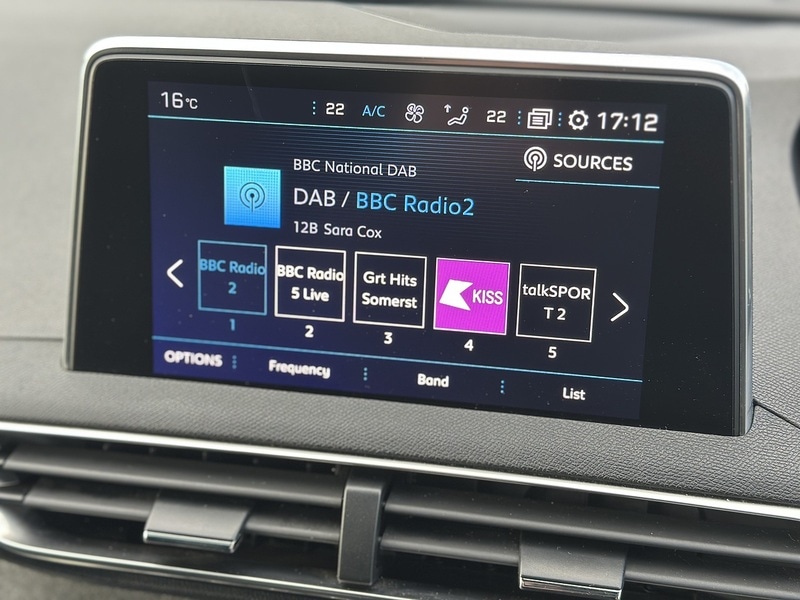 16°C
22 A/C 22 17:12
SOURCES
BBC National DAB
DAB / BBC Radio2
12B Sara Cox
BBC Radio
2
BBC Radio
5 Live
Grt Hits
Somerst
KISS
talkSPOR
T 2
1 2 3 4 5
OPTIONS Frequency Band List